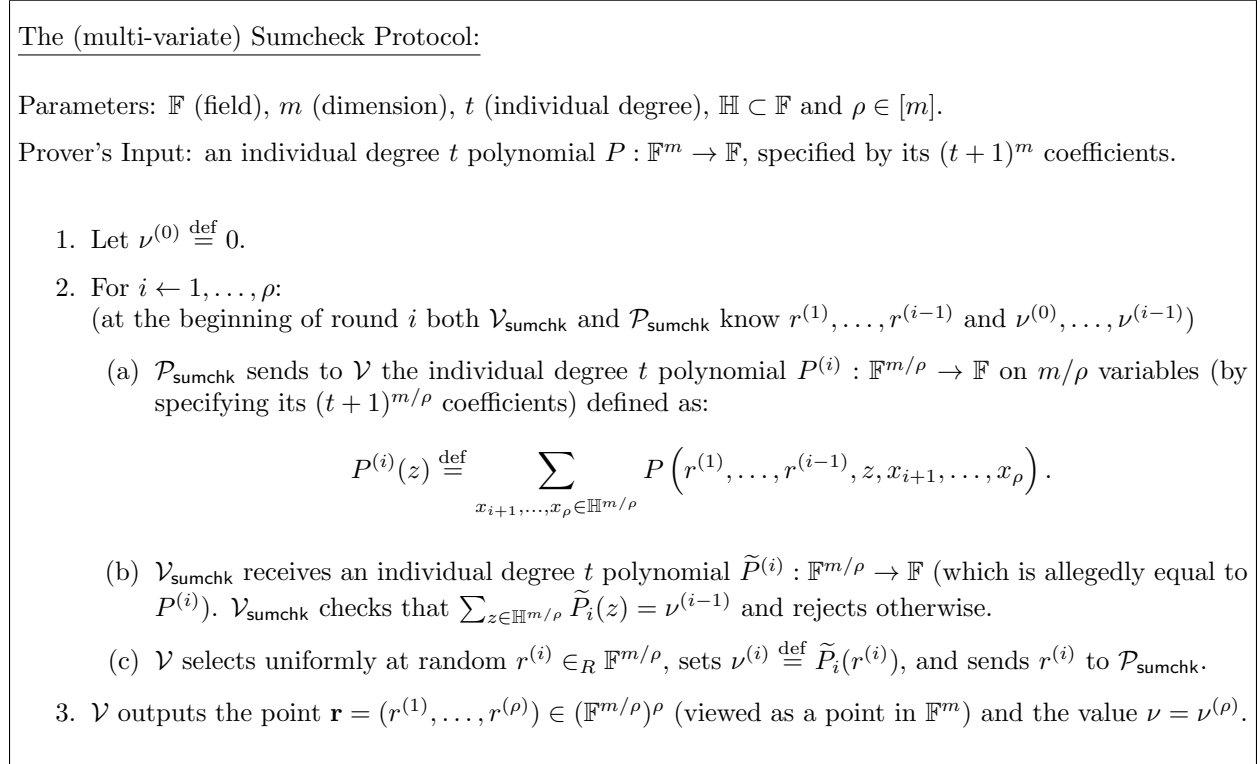 The (multi-variate) Sumcheck Protocol:
Parameters: 𝔽 (field), m (dimension), t (individual degree), ℍ ⊂ 𝔽 and ρ ∈ [m].
Prover's Input: an individual degree t polynomial P : 𝔽^m → 𝔽, specified by its (t + 1)^m coefficients.
1. Let ν^(0) ≝ 0.
2. For i ← 1, . . . , ρ:
(at the beginning of round i both 𝒱_sumchk and 𝒫_sumchk know r^(1), . . . , r^(i−1) and ν^(0), . . . , ν^(i−1))
(a) 𝒫_sumchk sends to 𝒱 the individual degree t polynomial P^(i) : 𝔽^{m/ρ} → 𝔽 on m/ρ variables (by
specifying its (t + 1)^{m/ρ} coefficients) defined as:
P^(i)(z) ≝ ∑_{x_{i+1},...,x_ρ∈ℍ^{m/ρ}} P (r^(1), . . . , r^(i−1), z, x_{i+1}, . . . , x_ρ) .
(b) 𝒱_sumchk receives an individual degree t polynomial P̃^(i) : 𝔽^{m/ρ} → 𝔽 (which is allegedly equal to
P^(i)). 𝒱_sumchk checks that ∑_{z∈ℍ^{m/ρ}} P̃_i(z) = ν^(i−1) and rejects otherwise.
(c) 𝒱 selects uniformly at random r^(i) ∈_R 𝔽^{m/ρ}, sets ν^(i) ≝ P̃_i(r^(i)), and sends r^(i) to 𝒫_sumchk.
3. 𝒱 outputs the point 𝐫 = (r^(1), . . . , r^(ρ)) ∈ (𝔽^{m/ρ})^ρ (viewed as a point in 𝔽^m) and the value ν = ν^(ρ).